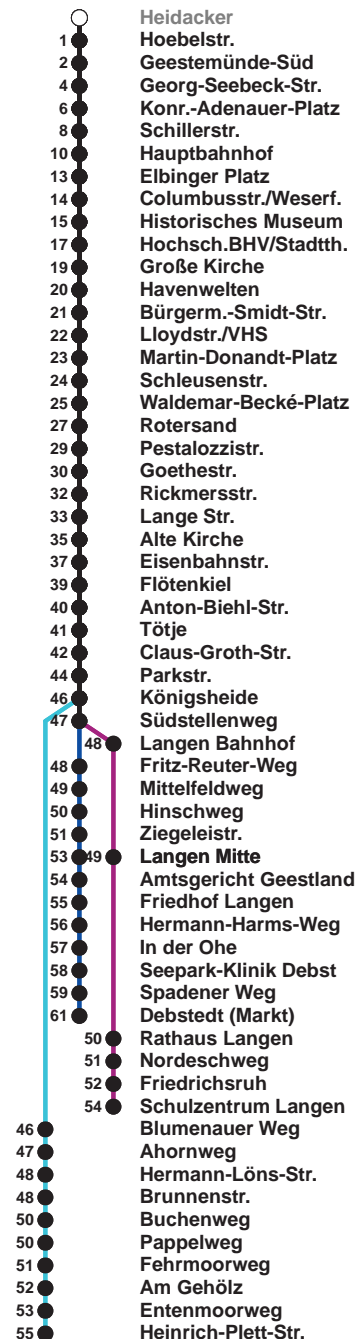 Heidacker
1 Hoebelstr.
2 Geestemünde-Süd
4 Georg-Seebeck-Str.
6 Konr.-Adenauer-Platz
8 Schillerstr.
10 Hauptbahnhof
13 Elbinger Platz
14 Columbusstr./Weserf.
15 Historisches Museum
17 Hochsch.BHV/Stadtth.
19 Große Kirche
20 Havenwelten
21 Bürgerm.-Smidt-Str.
22 Lloydstr./VHS
23 Martin-Donandt-Platz
24 Schleusenstr.
25 Waldemar-Becké-Platz
27 Rotersand
29 Pestalozzistr.
30 Goethestr.
32 Rickmersstr.
33 Lange Str.
35 Alte Kirche
37 Eisenbahnstr.
39 Flötenkiel
40 Anton-Biehl-Str.
41 Tötje
42 Claus-Groth-Str.
44 Parkstr.
46 Königsheide
47 Südstellenweg
48 Langen Bahnhof
48 Fritz-Reuter-Weg
49 Mittelfeldweg
50 Hinschweg
51 Ziegeleistr.
53 49 Langen Mitte
54 Amtsgericht Geestland
55 Friedhof Langen
56 Hermann-Harms-Weg
57 In der Ohe
58 Seepark-Klinik Debst
59 Spadener Weg
61 Debstedt (Markt)
50 Rathaus Langen
51 Nordeschweg
52 Friedrichsruh
54 Schulzentrum Langen
46 Blumenauer Weg
47 Ahornweg
48 Hermann-Löns-Str.
48 Brunnenstr.
50 Buchenweg
50 Pappelweg
51 Fehrmoorweg
52 Am Gehölz
53 Entenmoorweg
55 Heinrich-Plett-Str.